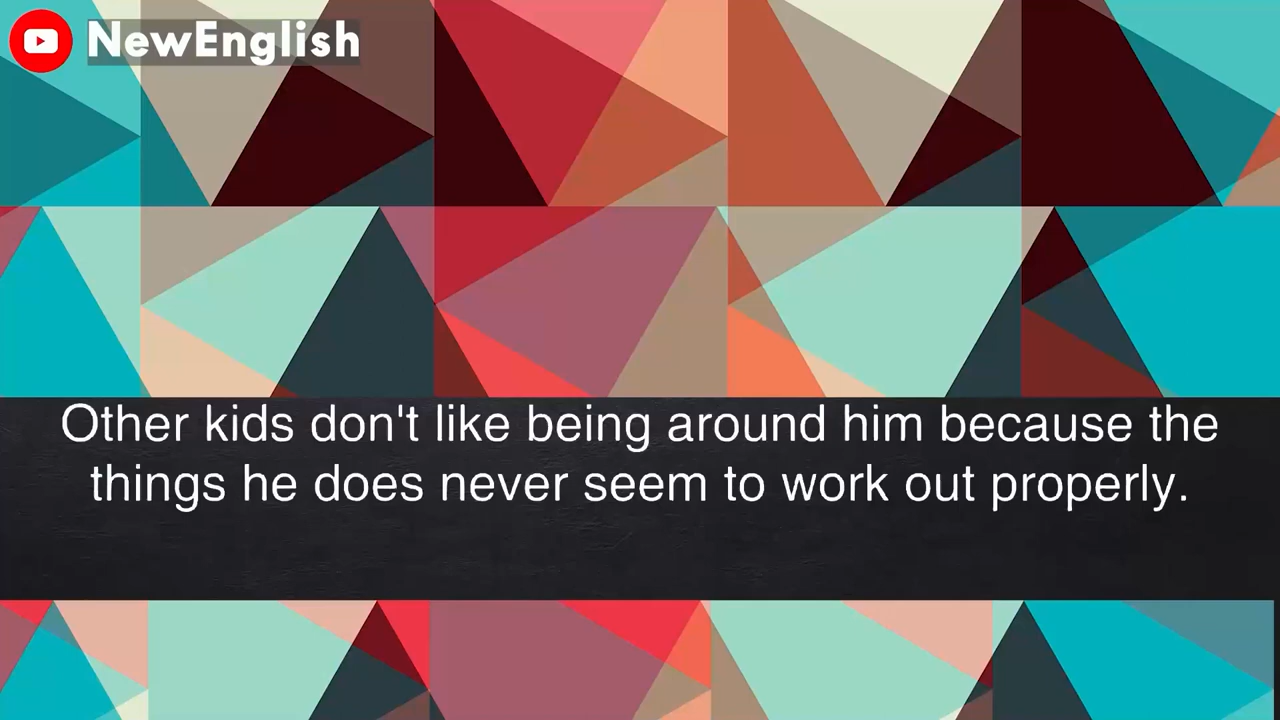 NewEnglish
Other kids don't like being around him because the
things he does never seem to work out properly.